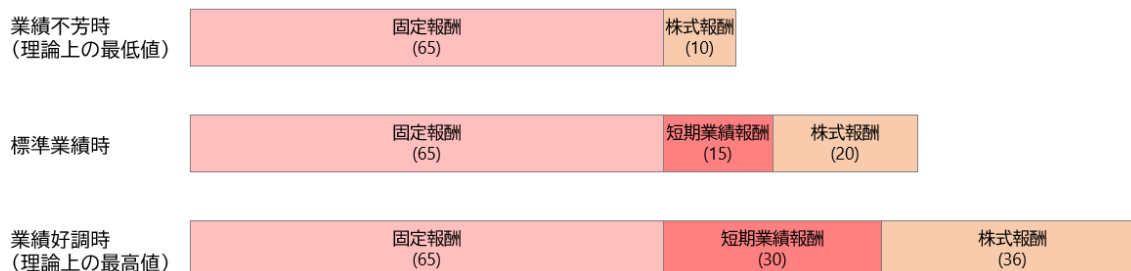 業績不芳時
（理論上の最低値）
固定報酬
(65)
株式報酬
(10)
標準業績時
固定報酬
(65)
短期業績報酬
(15)
株式報酬
(20)
業績好調時
（理論上の最高値）
固定報酬
(65)
短期業績報酬
(30)
株式報酬
(36)